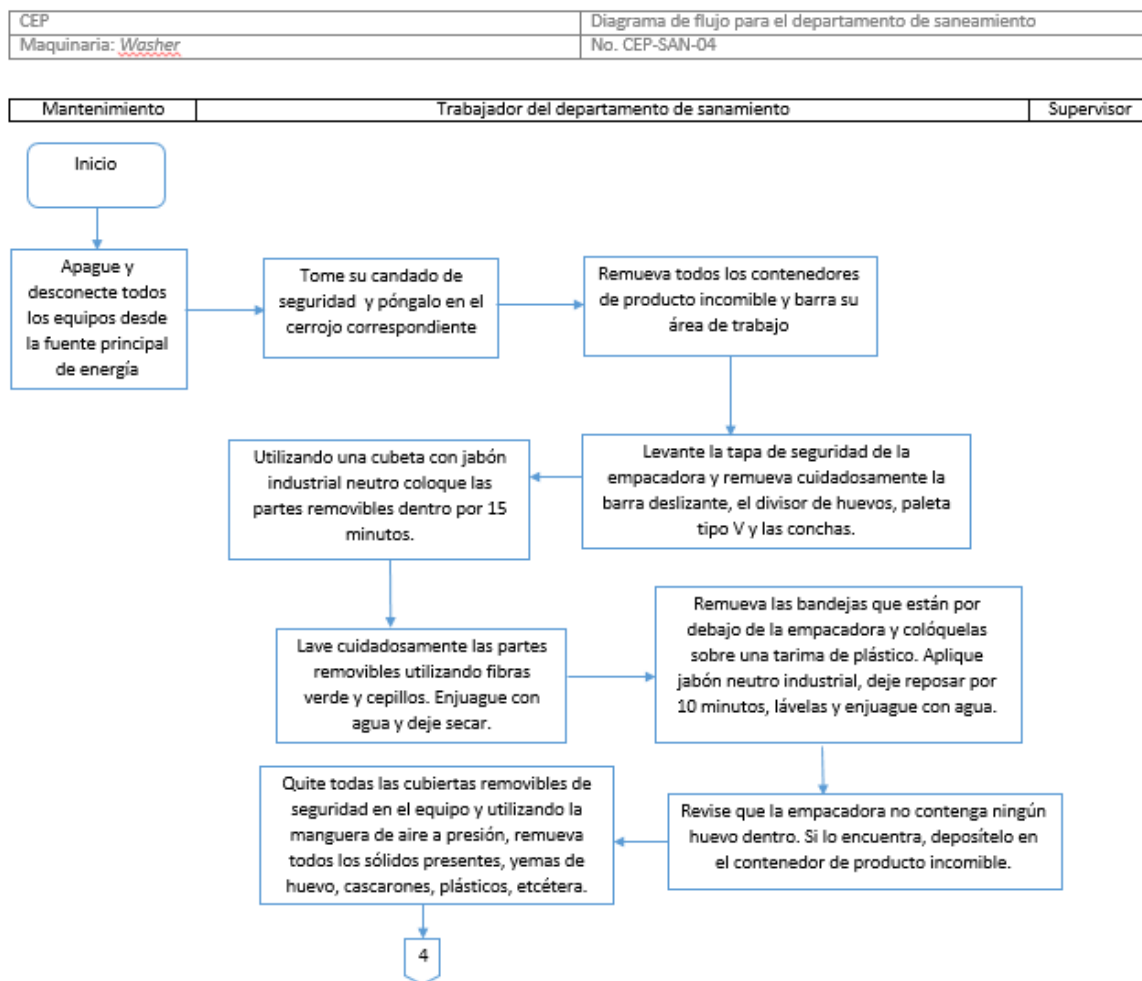 CEP
Diagrama de flujo para el departamento de saneamiento
Maquinaria: Washer
No. CEP-SAN-04
Mantenimiento
Trabajador del departamento de sanamiento
Supervisor
Inicio
Apague y
desconecte todos
los equipos desde
la fuente principal
de energía
Tome su candado de
seguridad y póngalo en el
cerrojo correspondiente
Remueva todos los contenedores
de producto incomible y barra su
área de trabajo
Levante la tapa de seguridad de la
empacadora y remueva cuidadosamente la
barra deslizante, el divisor de huevos, paleta
tipo V y las conchas.
Utilizando una cubeta con jabón
industrial neutro coloque las
partes removibles dentro por 15
minutos.
Lave cuidadosamente las partes
removibles utilizando fibras
verde y cepillos. Enjuague con
agua y deje secar.
Remueva las bandejas que están por
debajo de la empacadora y colóquelas
sobre una tarima de plástico. Aplique
jabón neutro industrial, deje reposar por
10 minutos, lávelas y enjuague con agua.
Revise que la empacadora no contenga ningún
huevo dentro. Si lo encuentra, deposítelo en
el contenedor de producto incomible.
Quite todas las cubiertas removibles de
seguridad en el equipo y utilizando la
manguera de aire a presión, remueva
todos los sólidos presentes, yemas de
huevo, cascarones, plásticos, etcétera.
4